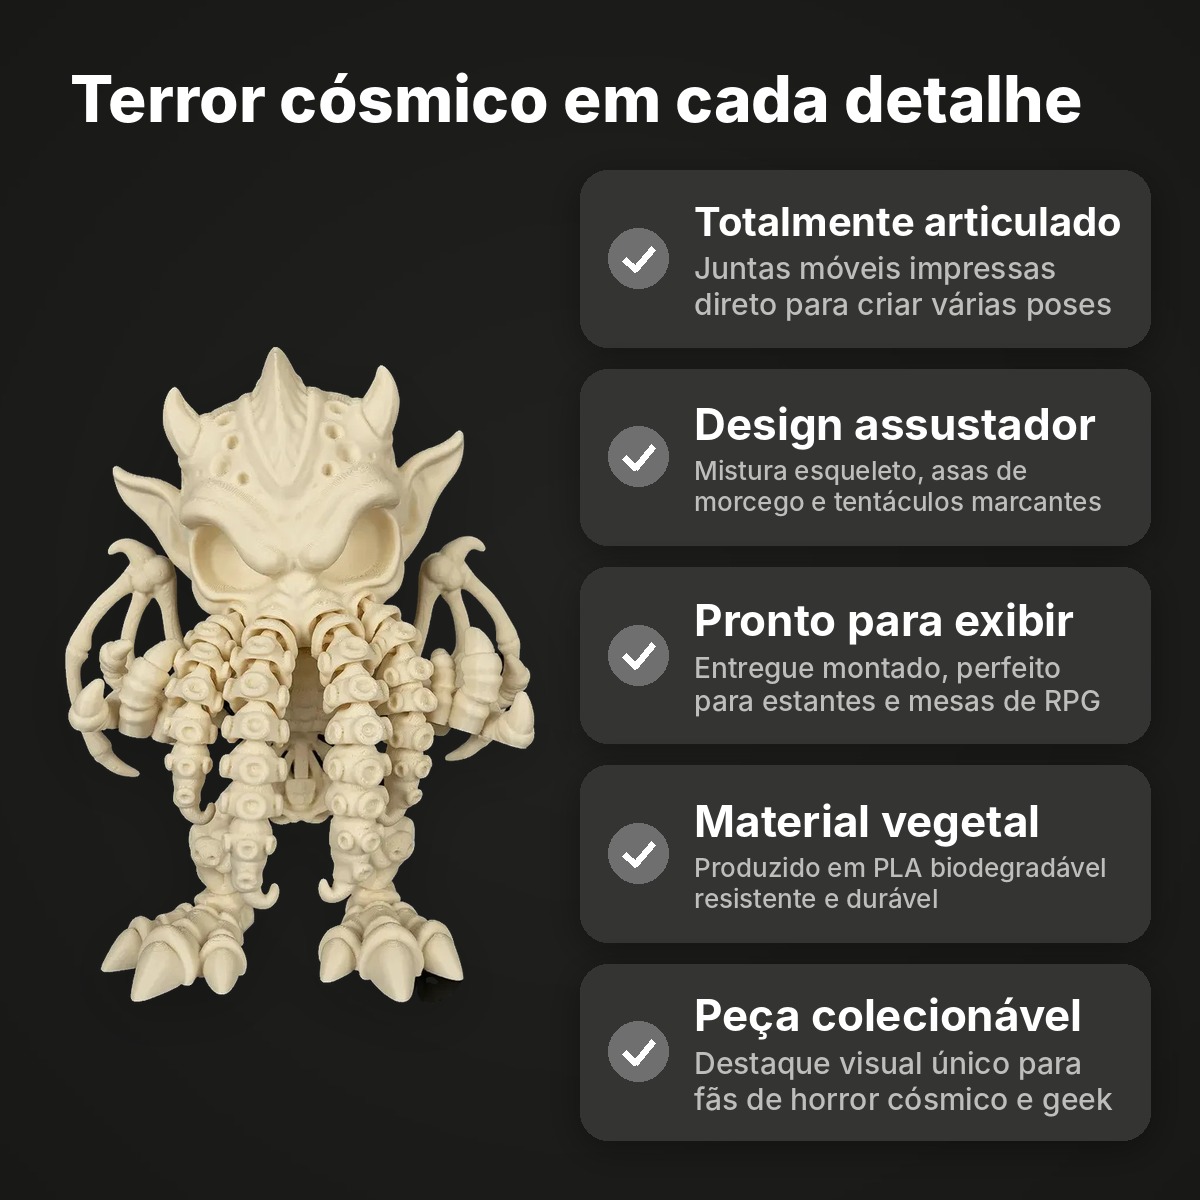 Terror cósmico em cada detalhe
Totalmente articulado
Juntas móveis impressas
direto para criar várias poses
Design assustador
Mistura esqueleto, asas de
morcego e tentáculos marcantes
Pronto para exibir
Entregue montado, perfeito
para estantes e mesas de RPG
Material vegetal
Produzido em PLA biodegradável
resistente e durável
Peça colecionável
Destaque visual único para
fãs de horror cósmico e geek